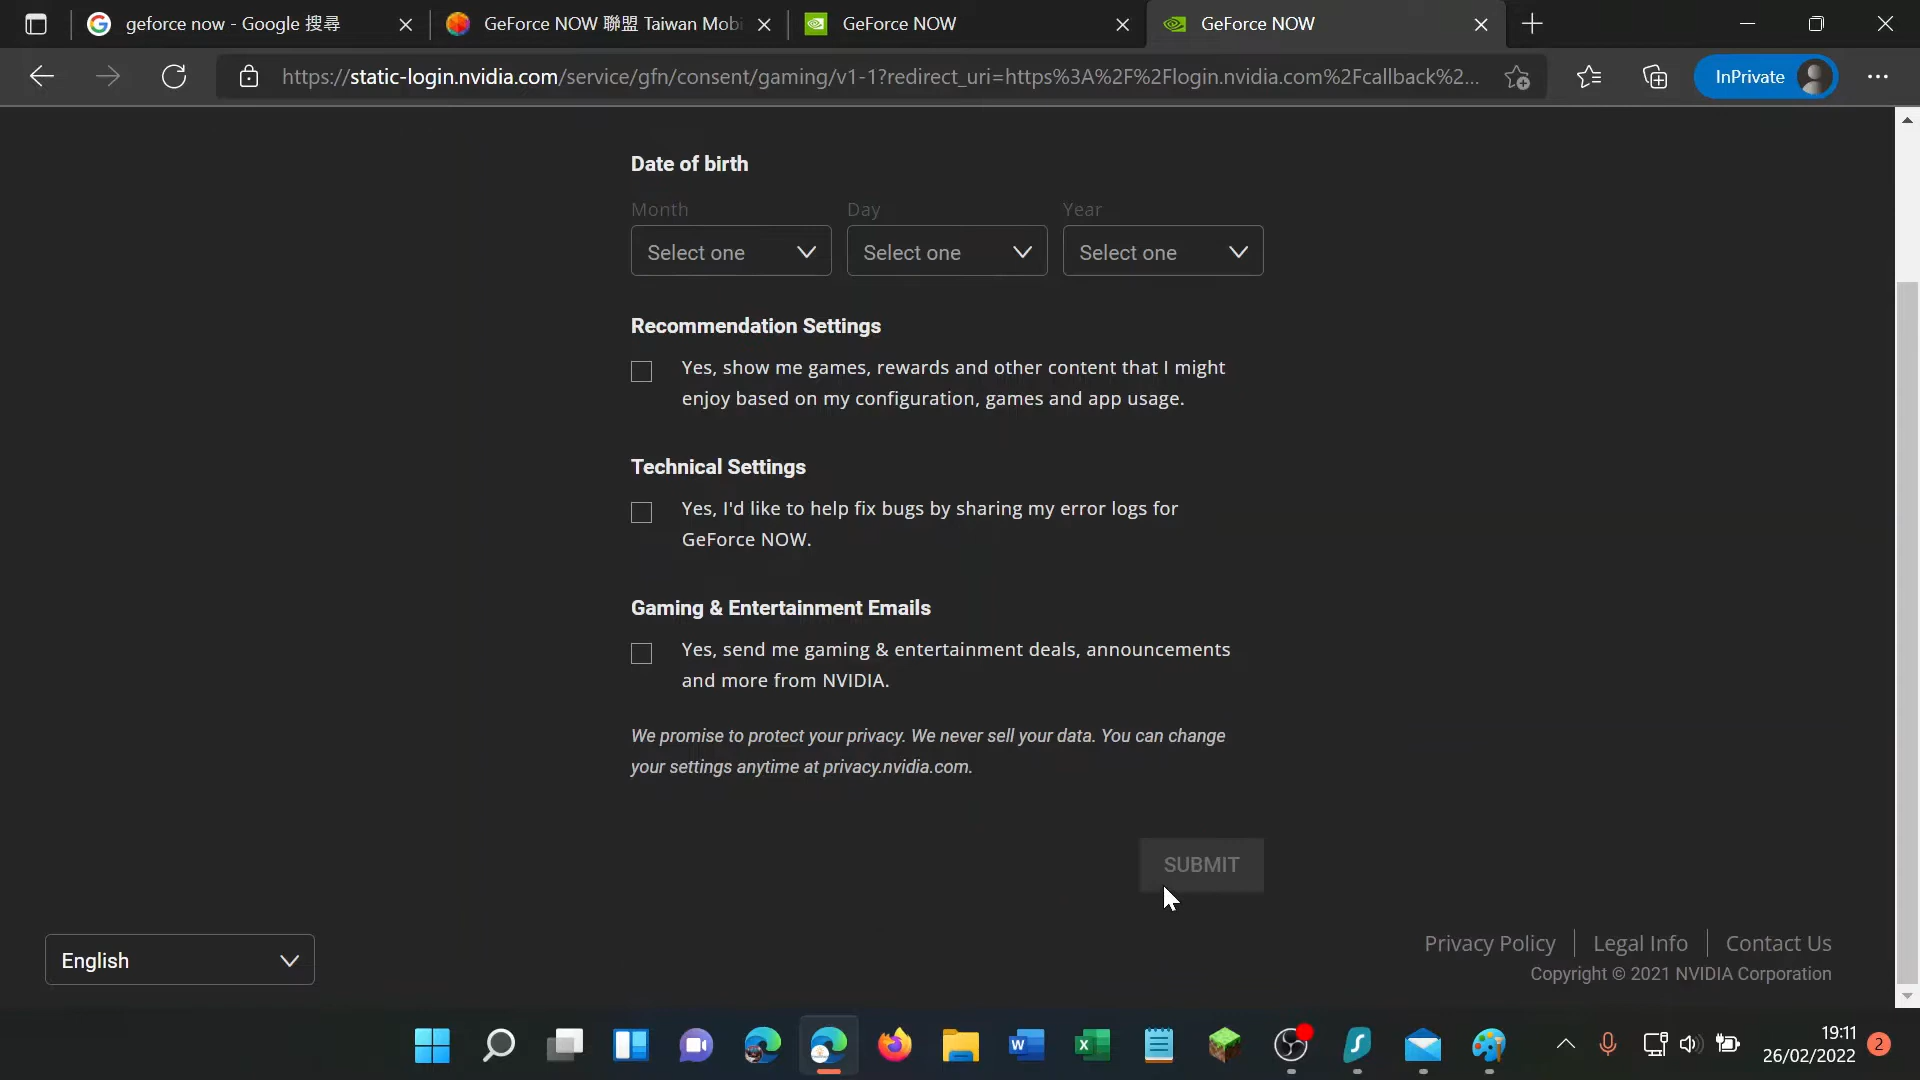 geforce now - Google 搜尋
GeForce NOW 聯盟 Taiwan Mobi
GeForce NOW
GeForce NOW
https://static-login.nvidia.com/service/gfn/consent/gaming/v1-1?redirect_uri=https%3A%2F%2Flogin.nvidia.com%2Fcallback%2...
InPrivate
Date of birth
Month Day Year
Select one Select one Select one
Recommendation Settings
Yes, show me games, rewards and other content that I might
enjoy based on my configuration, games and app usage.
Technical Settings
Yes, I'd like to help fix bugs by sharing my error logs for
GeForce NOW.
Gaming & Entertainment Emails
Yes, send me gaming & entertainment deals, announcements
and more from NVIDIA.
We promise to protect your privacy. We never sell your data. You can change
your settings anytime at privacy.nvidia.com.
SUBMIT
English
Privacy Policy Legal Info Contact Us
Copyright © 2021 NVIDIA Corporation
19:11
26/02/2022
2